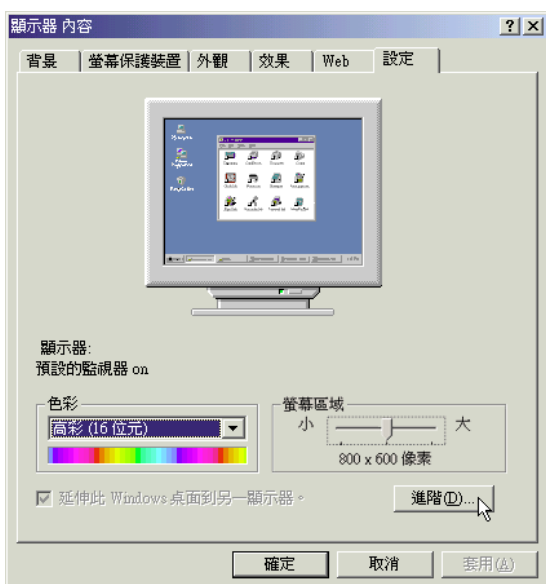 顯示器 內容
背景 螢幕保護裝置 外觀 效果 Web 設定
顯示器:
預設的監視器 on
色彩
高彩 (16 位元)
螢幕區域
小 大
800 x 600 像素
延伸此 Windows 桌面到另一顯示器。
進階(D)...
確定 取消 套用(A)